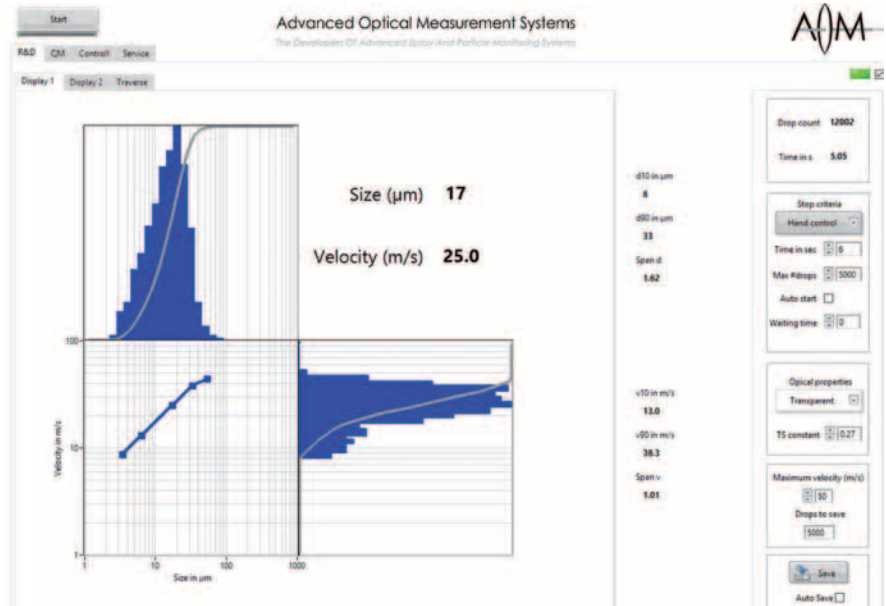 Start
Advanced Optical Measurement Systems
The Developers Of Advanced Spray And Particle Monitoring Systems
AOM
R&D QM Controll Service
Display 1 Display 2 Traverse
Drop count 12002
Time in s 5.05
Size (µm) 17
Velocity (m/s) 25.0
d10 in µm
6
d90 in µm
33
Span d
1.62
Stop criteria
Hand control
Time in sec 6
Max #drops 5000
Auto start
Waiting time 0
v10 in m/s
13.0
v90 in m/s
38.3
Span v
1.01
Opical properties
Transparent
TS constant 0.27
Maximum velocity (m/s)
50
Drops to save
5000
Save
Auto Save
100
10
1
Velocity in m/s
1 10 100 1000
Size in µm